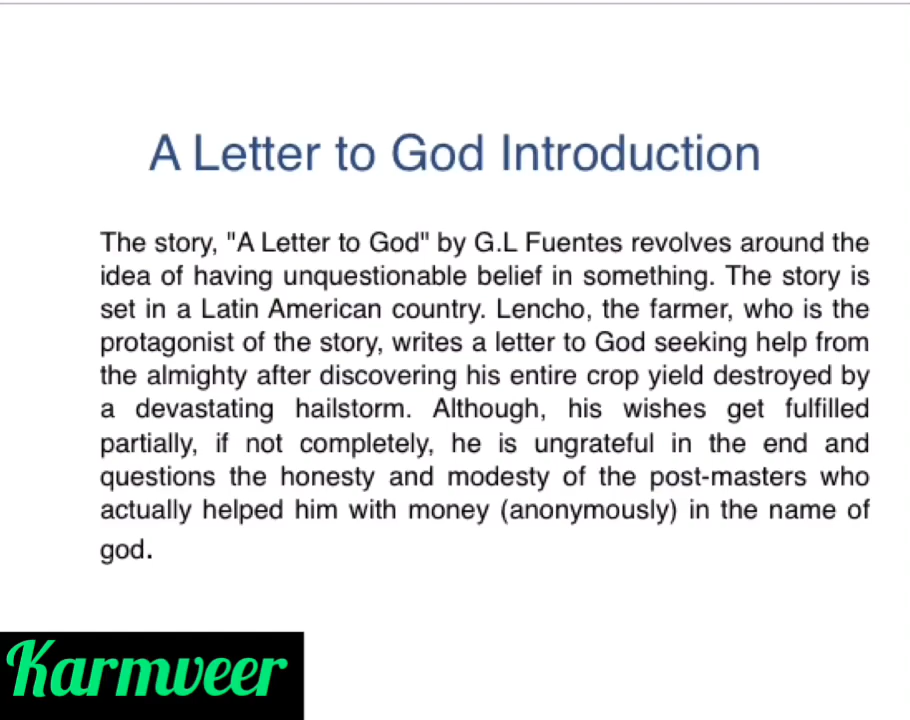 A Letter to God Introduction
The story, "A Letter to God" by G.L Fuentes revolves around the
idea of having unquestionable belief in something. The story is
set in a Latin American country. Lencho, the farmer, who is the
protagonist of the story, writes a letter to God seeking help from
the almighty after discovering his entire crop yield destroyed by
a devastating hailstorm. Although, his wishes get fulfilled
partially, if not completely, he is ungrateful in the end and
questions the honesty and modesty of the post-masters who
actually helped him with money (anonymously) in the name of
god.
Karmveer